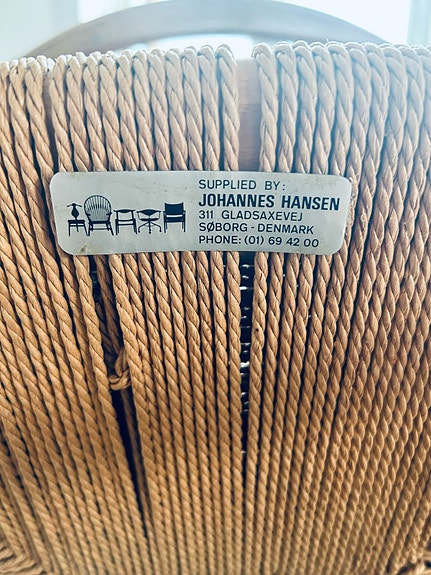 SUPPLIED BY:
JOHANNES HANSEN
311 GLADSAXEVEJ
SØBORG - DENMARK
PHONE: (01) 69 42 00